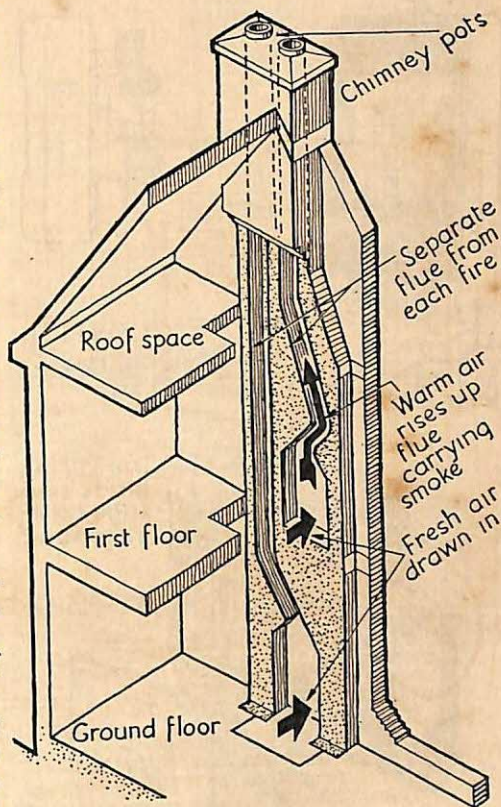 Chimney pots
Separate
flue from
each fire
Roof space
Warm air
rises up
flue
carrying
smoke
First floor
Fresh air
drawn in
Ground floor